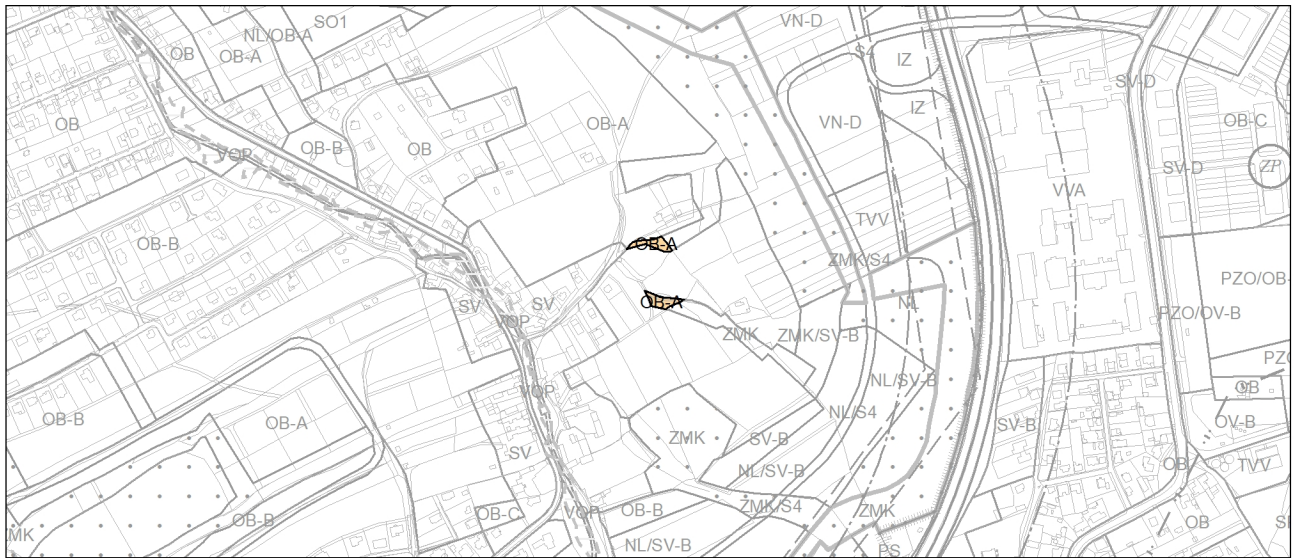 SO1
VN-D
NL/OB-A
OB
OB-A
S4
IZ
SV-D
IZ
OB
OB-A
VN-D
OB-C
OB-B
OB
VOP
ZP
SV-D
VVA
TVV
OB-B
OB-A
ZMK/S4
PZO/OB-
SV
SV
OB-A
NL
PZO/OV-B
VOP
ZMK
ZMK/SV-B
PZO
NL/SV-B
OB
VOP
OB-B
OB-A
NL/S4
OV-B
SV-B
ZMK
SV-B
SV
NL/SV-B
OB
TVV
ZMK/S4
OB-C
VOP
OB-B
ZMK
OB-B
OB
MK
NL/SV-B
PS